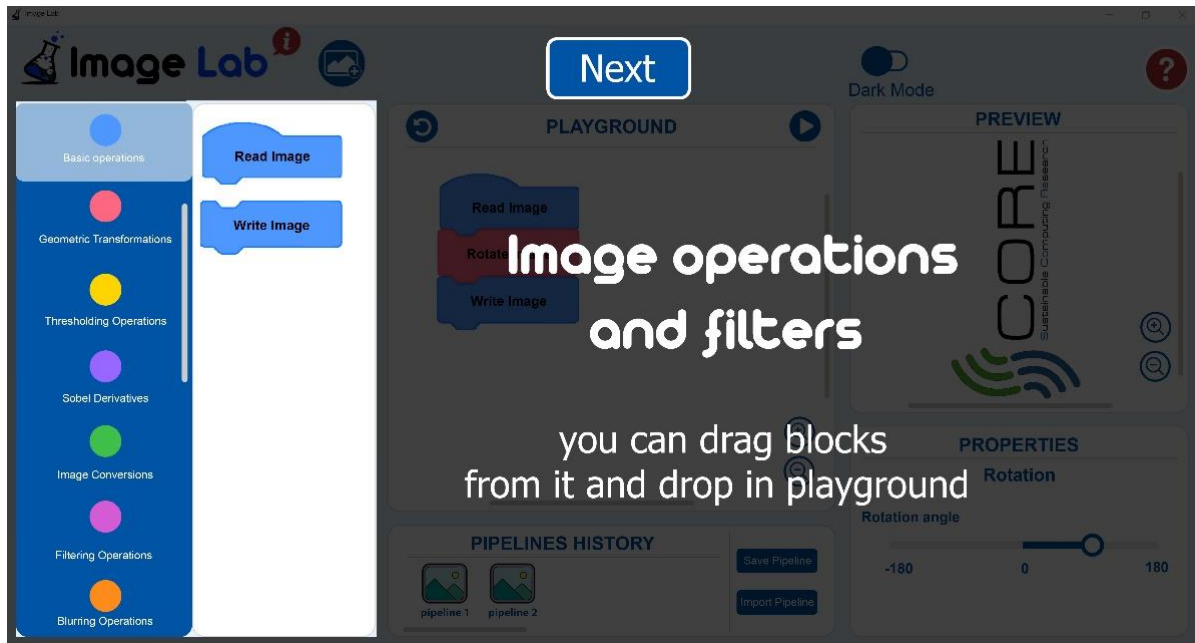 Image Lab
Image Lab
i
Next
Dark Mode
?
Basic operations
Geometric Transformations
Thresholding Operations
Sobel Derivatives
Image Conversions
Filtering Operations
Blurring Operations
Read Image
Write Image
PLAYGROUND
Read Image
Rotate
Write Image
Image operations
and filters
you can drag blocks
from it and drop in playground
PREVIEW
CORE
Sustainable Computing Research
PROPERTIES
Rotation
Rotation angle
-180
0
180
PIPELINES HISTORY
pipeline 1
pipeline 2
Save Pipeline
Import Pipeline